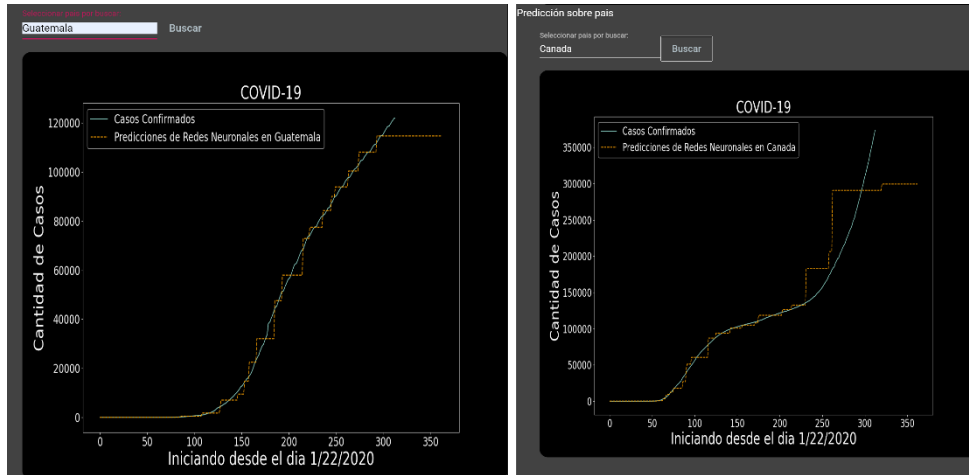 Seleccionar pais por buscar:
Guatemala
Buscar
COVID-19
Casos Confirmados
Predicciones de Redes Neuronales en Guatemala
Cantidad de Casos
120000
100000
80000
60000
40000
20000
0
0 50 100 150 200 250 300 350
Iniciando desde el dia 1/22/2020
Predicción sobre pais
Seleccionar pais por buscar:
Canada
Buscar
COVID-19
Casos Confirmados
Predicciones de Redes Neuronales en Canada
Cantidad de Casos
350000
300000
250000
200000
150000
100000
50000
0
0 50 100 150 200 250 300 350
Iniciando desde el dia 1/22/2020